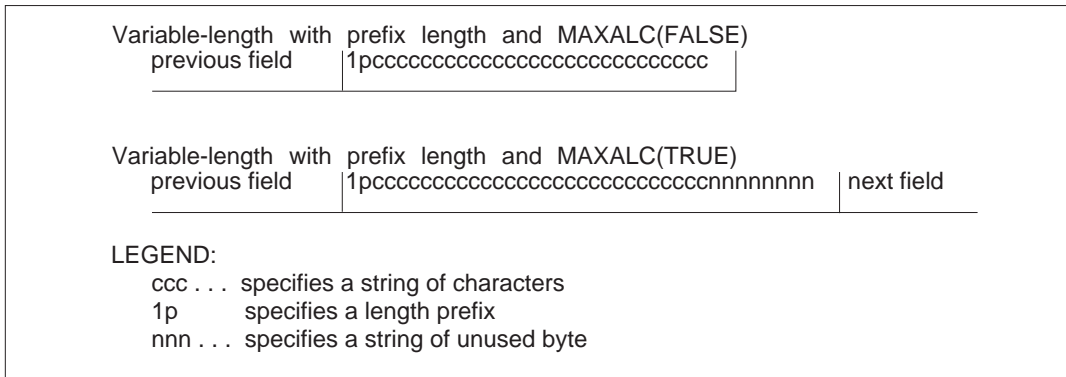 Variable-length with prefix length and MAXALC(FALSE)
previous field 1pcccccccccccccccccccccccccccc
Variable-length with prefix length and MAXALC(TRUE)
previous field 1pccccccccccccccccccccccccccccnnnnnnnnn next field
LEGEND:
ccc . . . specifies a string of characters
1p specifies a length prefix
nnn . . . specifies a string of unused byte